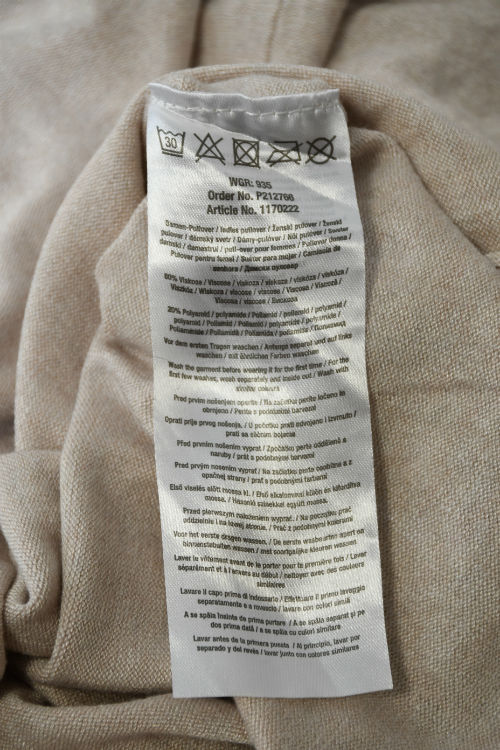 30
WGR: 935
Order No. P212766
Article No. 1170222
Damen-Pullover / ladies pullover / Ženski pulover / Ženski
pulover / dámský svetr / Dámy-pulóver / Női pulóver / Sweter
damski / damestrui / pull-over pour femmes / Pullover donna /
Pulover pentru femei / Suéter para mujer / Camisola de
senhora / Дамски пуловер
80% Viskose / Viscose / viskoza / viskoza / viskóza / viskóza /
Viszkóz / Wiskoza / viscose / viscose / Viscosa / Viscoză /
Viscosa / viscose / Вискоза
20% Polyamid / polyamide / Poliamid / poliamid / polyamid /
polyamid / Poliamid / Poliamid / polyamide / polyamide /
Poliammide / Poliamidă / Poliamida / poliamida / Полиамид
Vor dem ersten Tragen waschen / Anfangs separat und auf links
waschen / mit ähnlichen Farben waschen
Wash the garment before wearing it for the first time / For the
first few washes, wash separately and inside out / Wash with
similar colours
Pred prvim nošenjem operite / Na začetku perite ločeno in
obrnjeno / Perite s podobnimi barvami
Oprati prije prvog nošenja. / U početku prati odvojeno i izvrnuto /
prati sa sličnim bojama
Před prvním nošením vyprat / Zpočátku perte odděleně a
naruby / prát s podobnými barvami
Pred prvým nosením vyprať / Na začiatku perte osobitne a z
opačnej strany / prať s podobnými farbami
Első viselés előtt mossa ki. / Első alkalommal külön és kifordítva
mossa. / Hasonló színekkel együtt mossa.
Przed pierwszym nałożeniem wyprać. / Na początku prać
oddzielnie i na lewej stronie. / Prać z podobnymi kolorami
Voor het eerste dragen wassen. / De eerste wasbeurten apart en
binnenstebuiten wassen / met soortgelijke kleuren wassen
Laver le vêtement avant de le porter pour la première fois / Laver
séparément et à l'envers au début / nettoyer avec des couleurs
similaires
Lavare il capo prima di indossarlo / Effettuare il primo lavaggio
separatamente e a rovescio / lavare con colori simili
A se spăla înainte de prima purtare / A se spăla separat și pe
dos prima dată / a se spăla cu culori similare
Lavar antes de la primera puesta / Al principio, lavar por
separado y del revés / lavar junto con colores similares